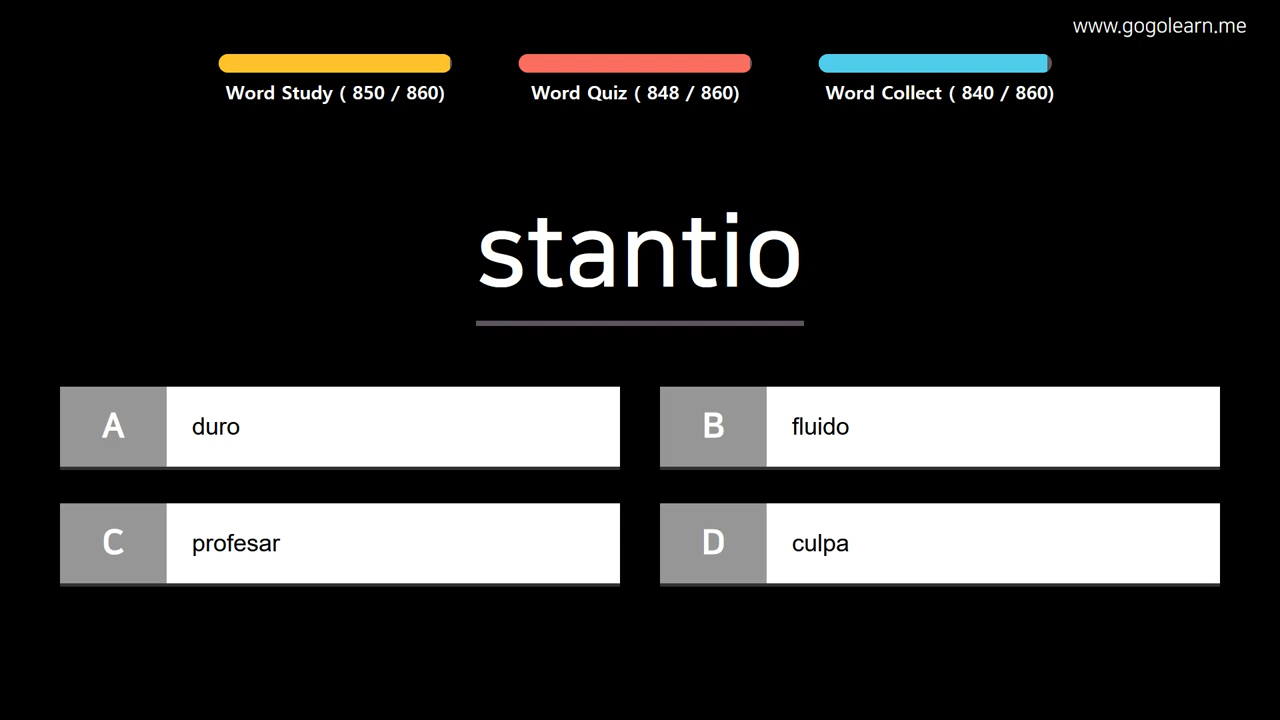 www.gogolearn.me
Word Study ( 850 / 860)
Word Quiz ( 848 / 860)
Word Collect ( 840 / 860)
stantio
A duro
B fluido
C profesar
D culpa